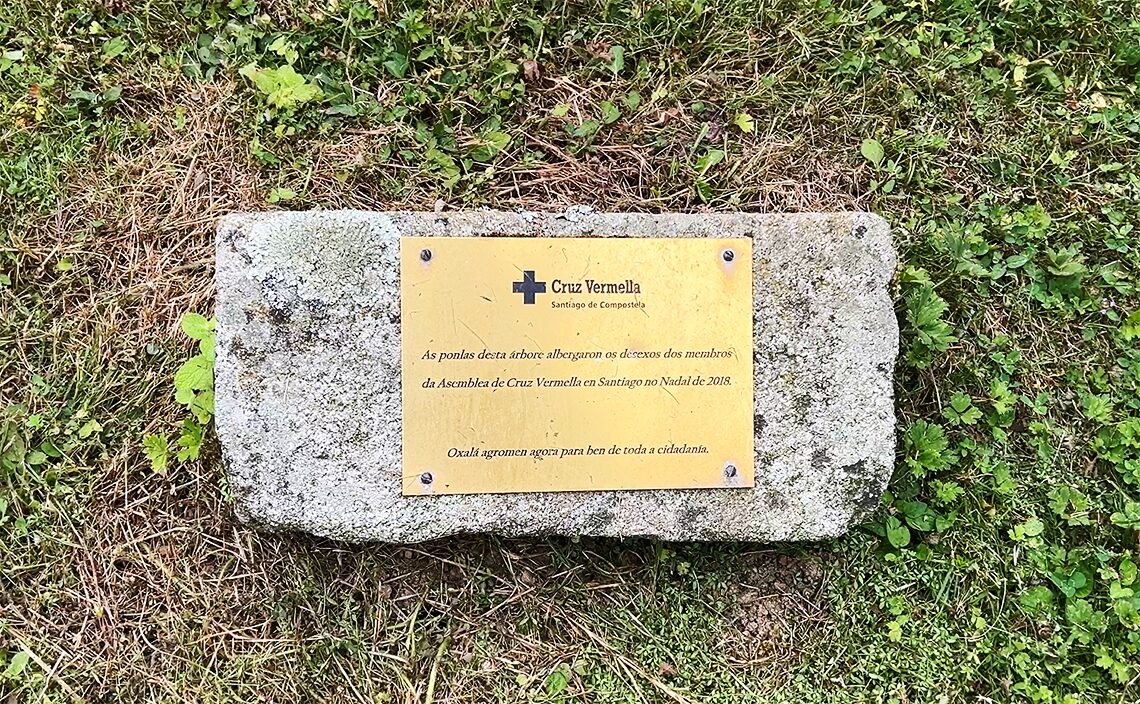 Cruz Vermella
Santiago de Compostela
As ponlas desta árbore albergaron os desexos dos membros
da Asemblea de Cruz Vermella en Santiago no Nadal de 2018.
Oxalá agromen agora para ben de toda a cidadanía.